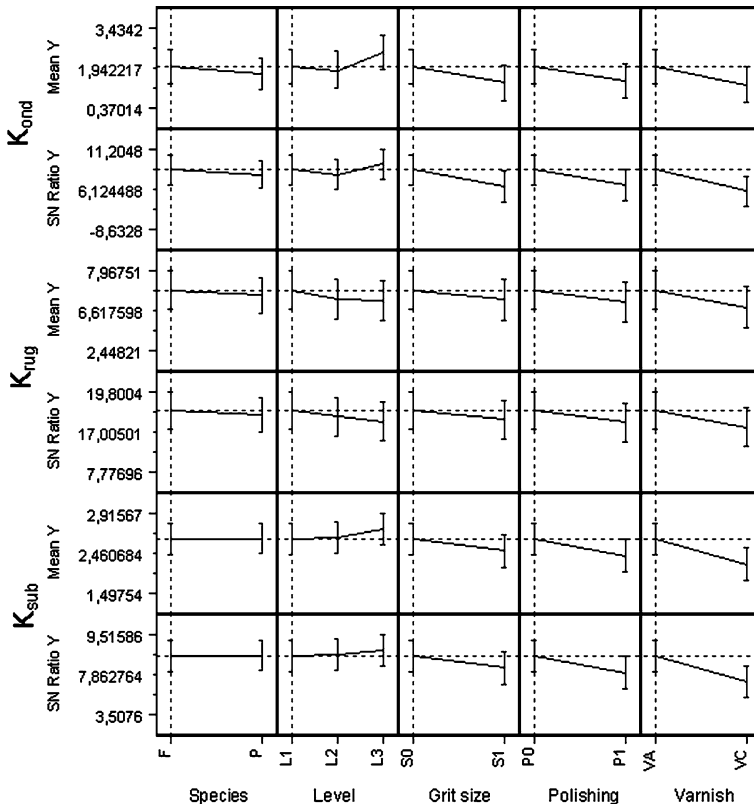 K_ond
Mean Y
3,4342
1,942217
0,37014
SN Ratio Y
11,2048
6,124488
-8,6328
K_rug
Mean Y
7,96751
6,617598
2,44821
SN Ratio Y
19,8004
17,00501
7,77696
K_sub
Mean Y
2,91567
2,460684
1,49754
SN Ratio Y
9,51586
7,862764
3,5076
F P L1 L2 L3 S0 S1 P0 P1 VA VC
Species Level Grit size Polishing Varnish